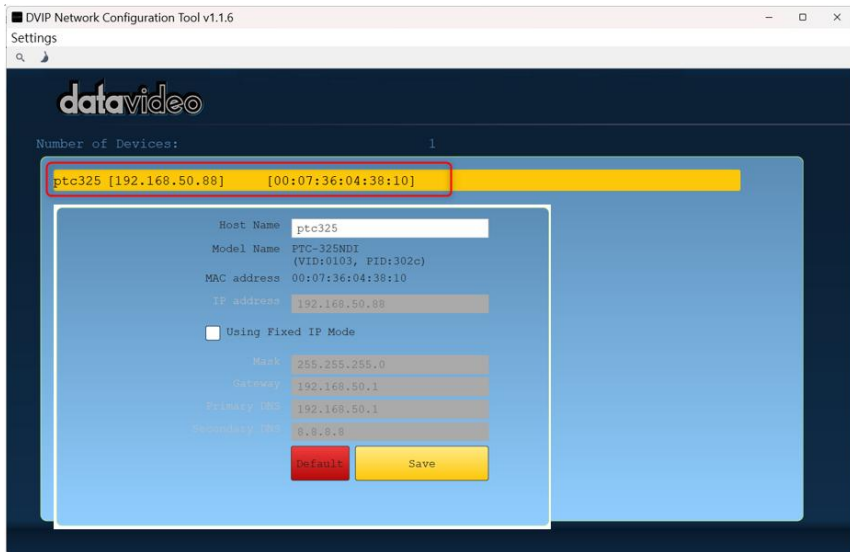 DVIP Network Configuration Tool v1.1.6
Settings
datavideo
Number of Devices: 1
ptc325 [192.168.50.88] [00:07:36:04:38:10]
Host Name ptc325
Model Name PTC-325NDI
(VID:0103, PID:302c)
MAC address 00:07:36:04:38:10
IP address 192.168.50.88
Using Fixed IP Mode
Mask 255.255.255.0
Gateway 192.168.50.1
Primary DNS 192.168.50.1
Secondary DNS 8.8.8.8
Default Save